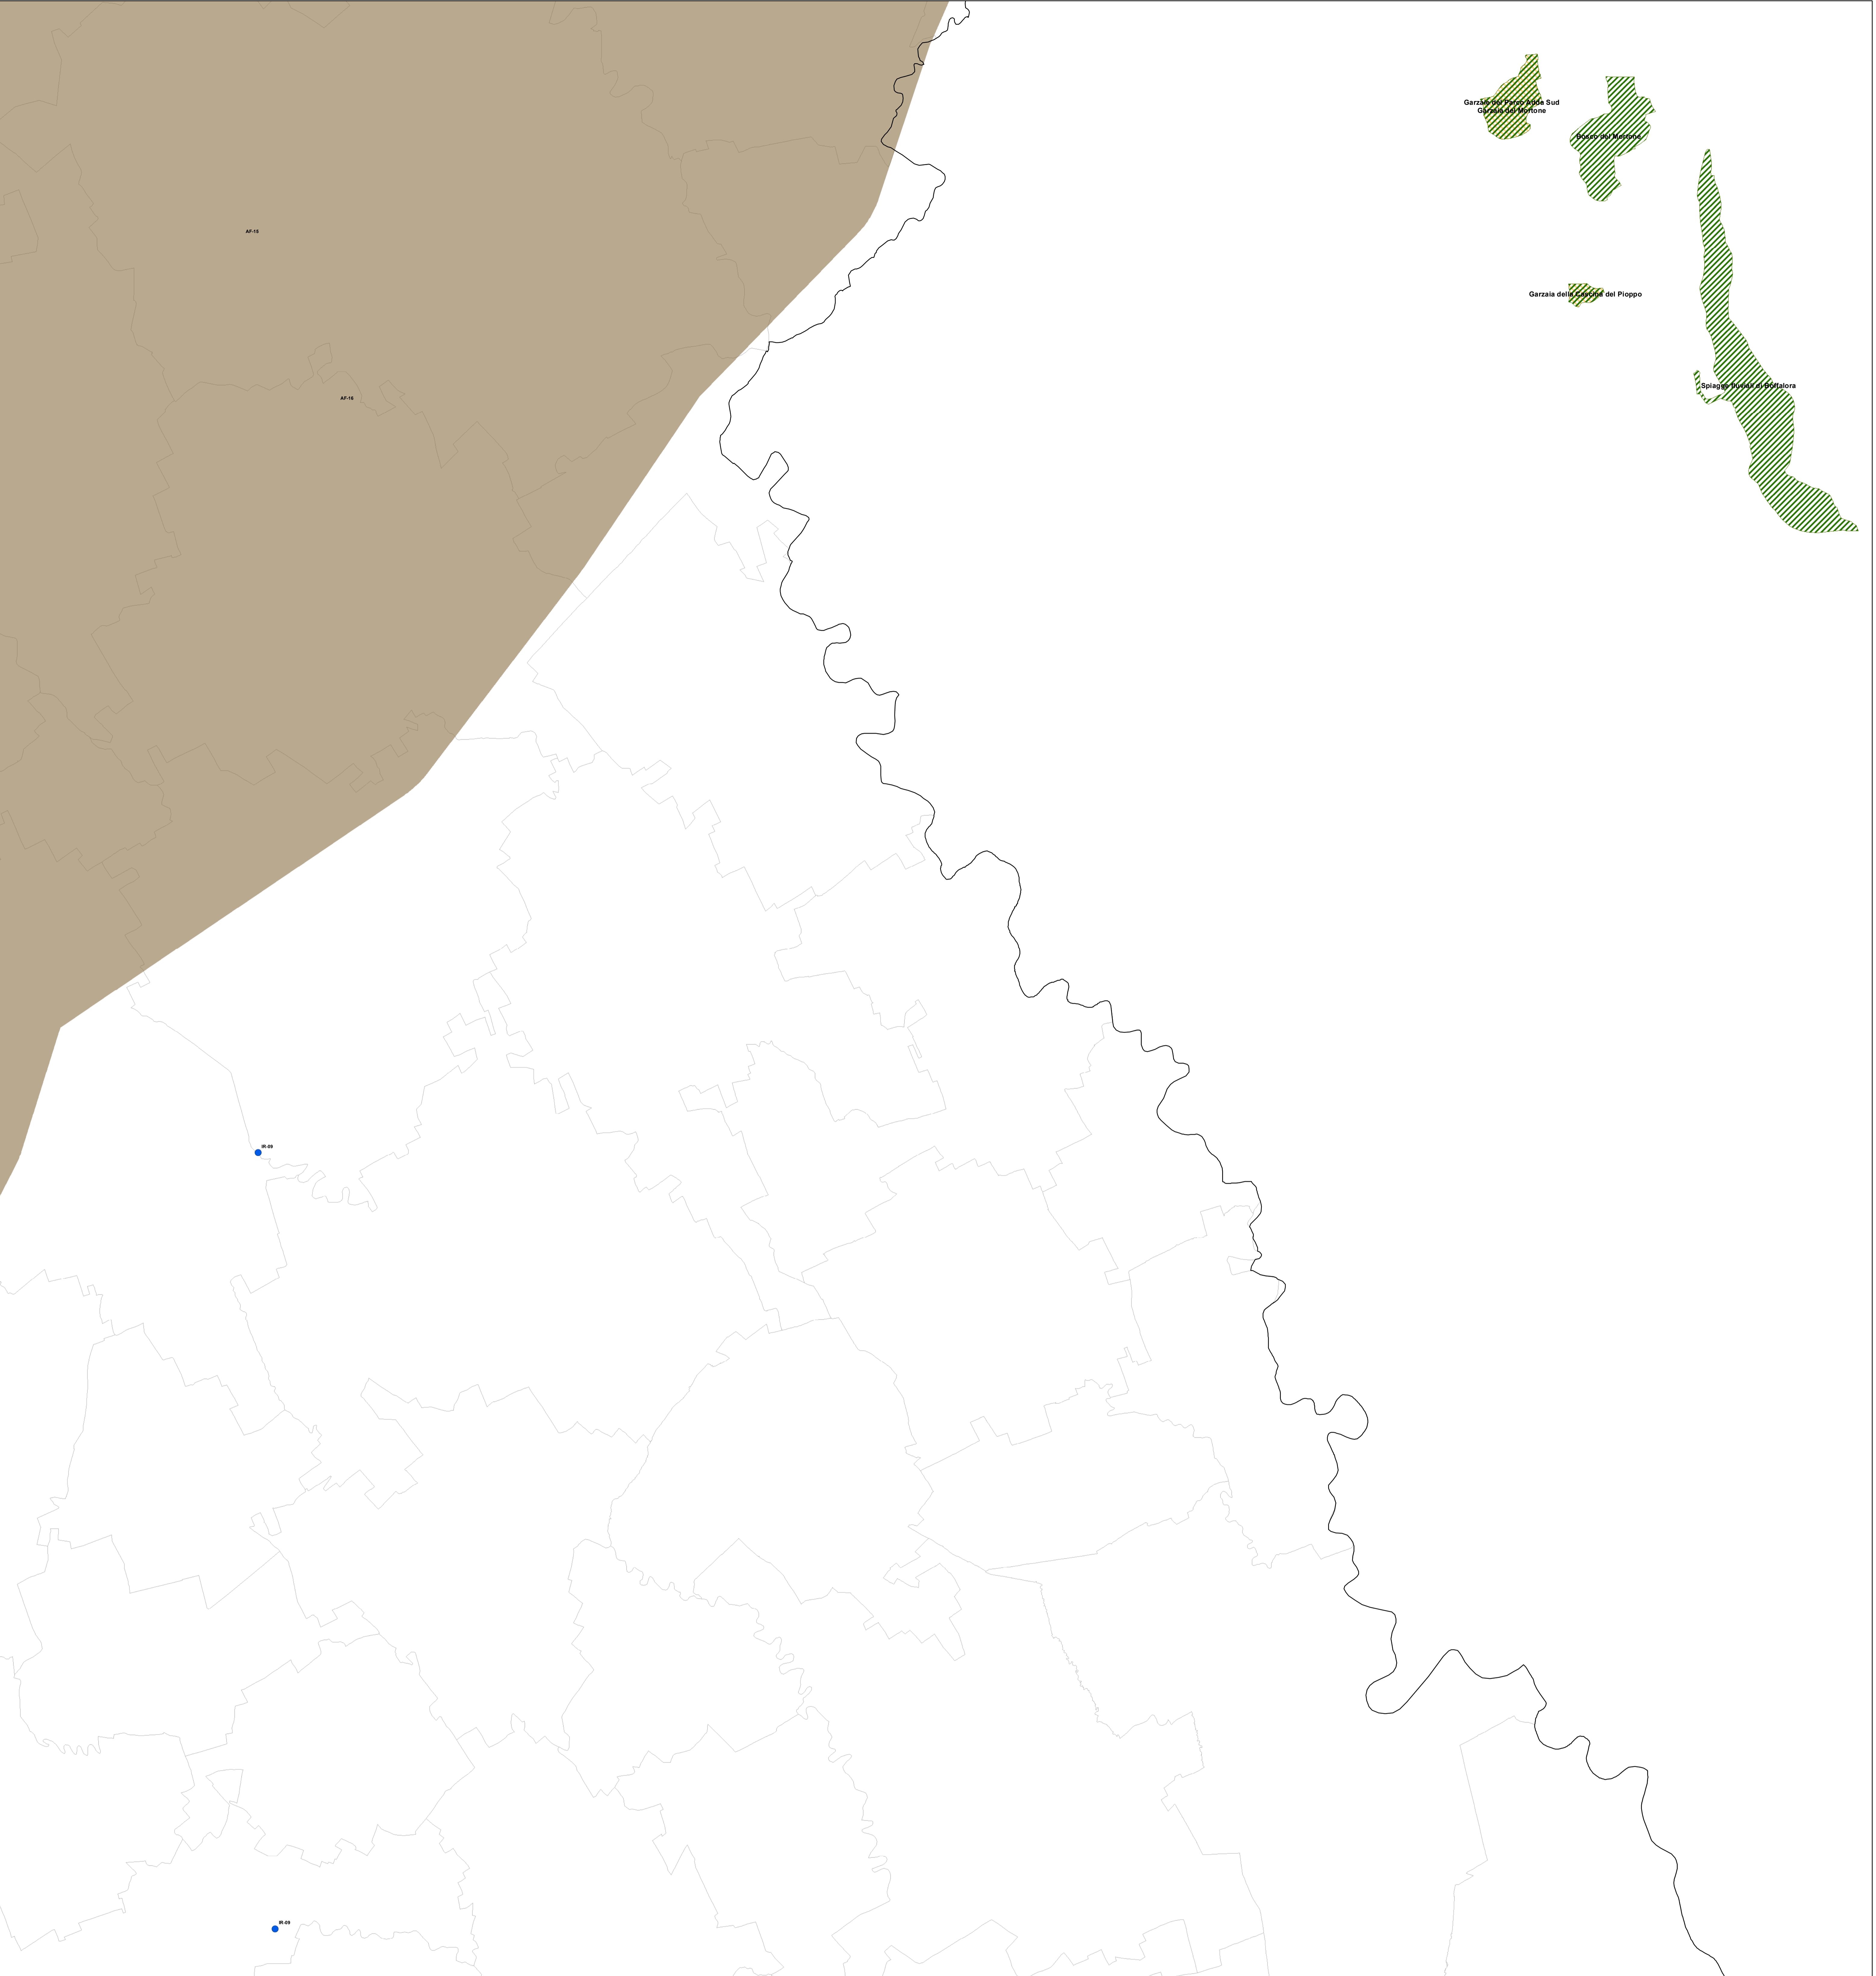 Garzaie del Parco Adda Sud
Garzaia del Mortone
Bosco del Mortone
AF-15
Garzaia della Cascina del Pioppo
Spiagge fluviali di Boffalora
AF-16
IR-09
IR-09